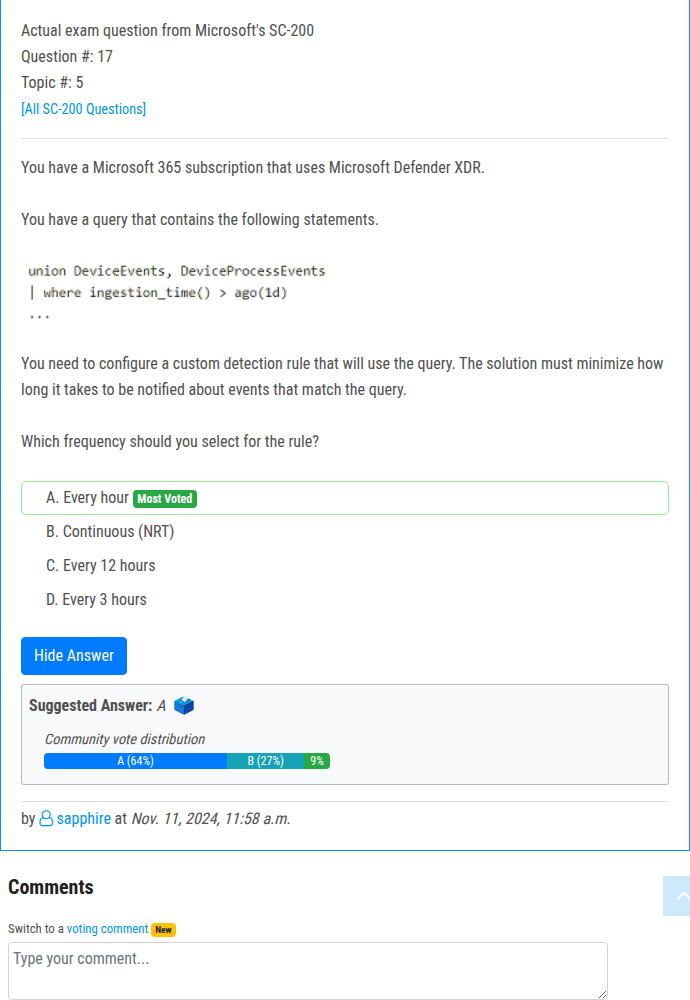 Actual exam question from Microsoft's SC-200
Question #: 17
Topic #: 5
[All SC-200 Questions]
You have a Microsoft 365 subscription that uses Microsoft Defender XDR.
You have a query that contains the following statements.
union DeviceEvents, DeviceProcessEvents
| where ingestion_time() > ago(1d)
...
You need to configure a custom detection rule that will use the query. The solution must minimize how
long it takes to be notified about events that match the query.
Which frequency should you select for the rule?
A. Every hour Most Voted
B. Continuous (NRT)
C. Every 12 hours
D. Every 3 hours
Hide Answer
Suggested Answer: A
Community vote distribution
A (64%) B (27%) 9%
by sapphire at Nov. 11, 2024, 11:58 a.m.
Comments
Switch to a voting comment New
Type your comment...